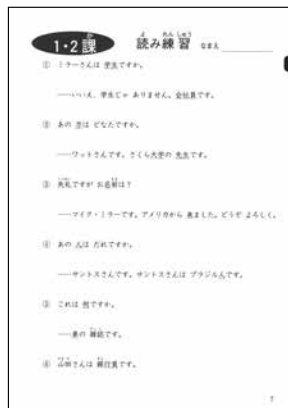 1・2課 読み練習 なまえ
① ミラーさんは 学生ですか。
――いいえ、学生じゃ ありません。会社員です。
② あの 方は どなたですか。
――ワットさんです。さくら大学の 先生です。
③ 失礼ですが お名前は？
――マイク・ミラーです。アメリカから 来ました。どうぞ よろしく。
④ あの 人は だれですか。
――サントスさんです。サントスさんは ブラジル人です。
⑤ これは 何ですか。
――車の 雑誌です。
⑥ 山田さんは 銀行員です。
7